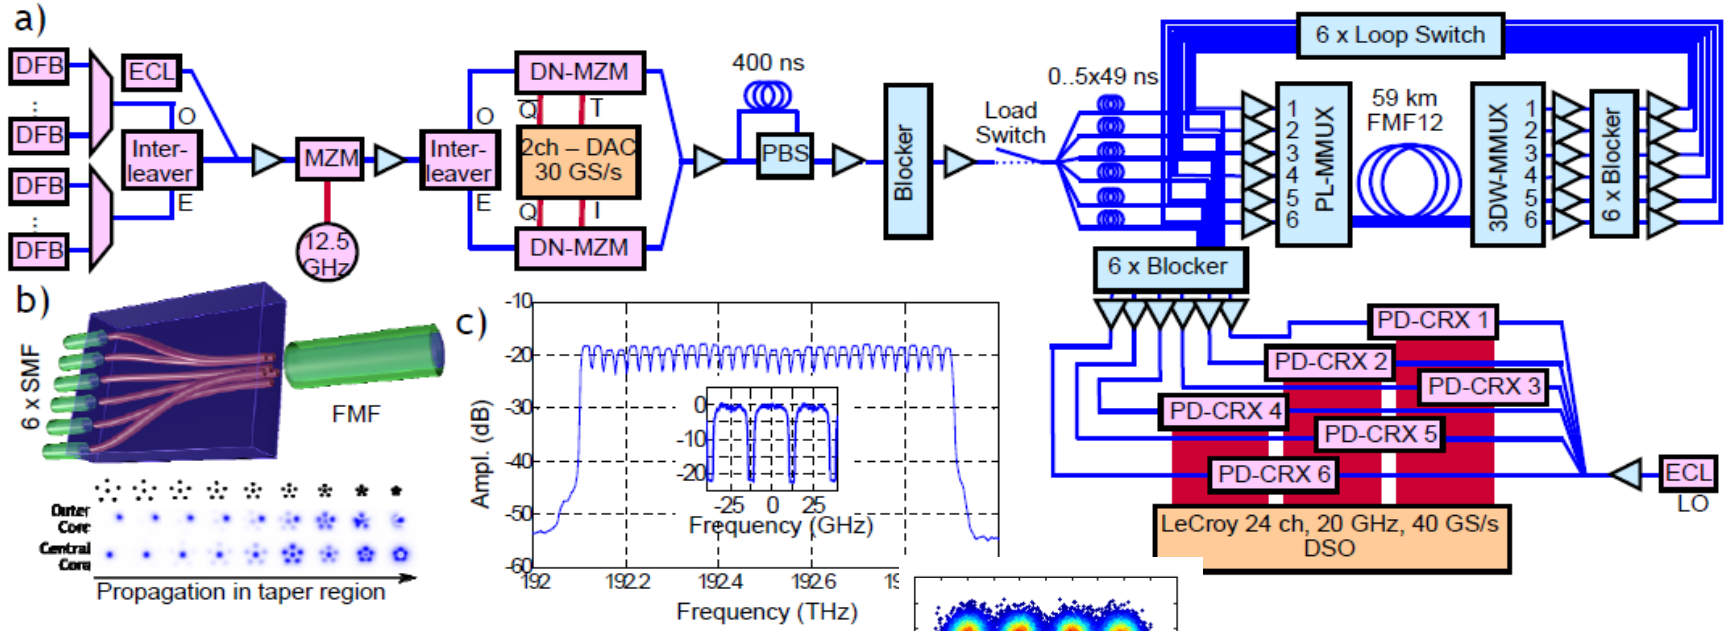 a)
DFB
...
DFB
DFB
...
DFB
ECL
O
Inter-
leaver
E
MZM
12.5
GHz
Inter-
leaver
O
E
DN-MZM
Q T
2ch – DAC
30 GS/s
Q I
DN-MZM
400 ns
PBS
Blocker
Load
Switch
0..5x49 ns
6 x Loop Switch
1
2
3
4
5
6
PL-MMUX
59 km
FMF12
3DW-MMUX
1
2
3
4
5
6
6 x Blocker
6 x Blocker
PD-CRX 1
PD-CRX 2
PD-CRX 3
PD-CRX 4
PD-CRX 5
PD-CRX 6
ECL
LO
LeCroy 24 ch, 20 GHz, 40 GS/s
DSO
b)
6 x SMF
FMF
Outer
Core
Central
Core
Propagation in taper region
c)
Ampl. (dB)
-10
-20
-30
-40
-50
-60
192 192.2 192.4 192.6 19
Frequency (THz)
0
-10
-20
-25 0 25
Frequency (GHz)